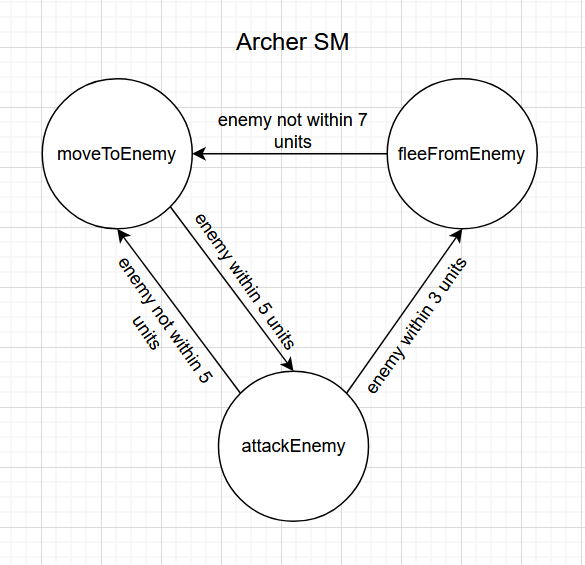 Archer SM
enemy not within 7
units
moveToEnemy
fleeFromEnemy
enemy within 5 units
enemy not within 5
units
enemy within 3 units
attackEnemy